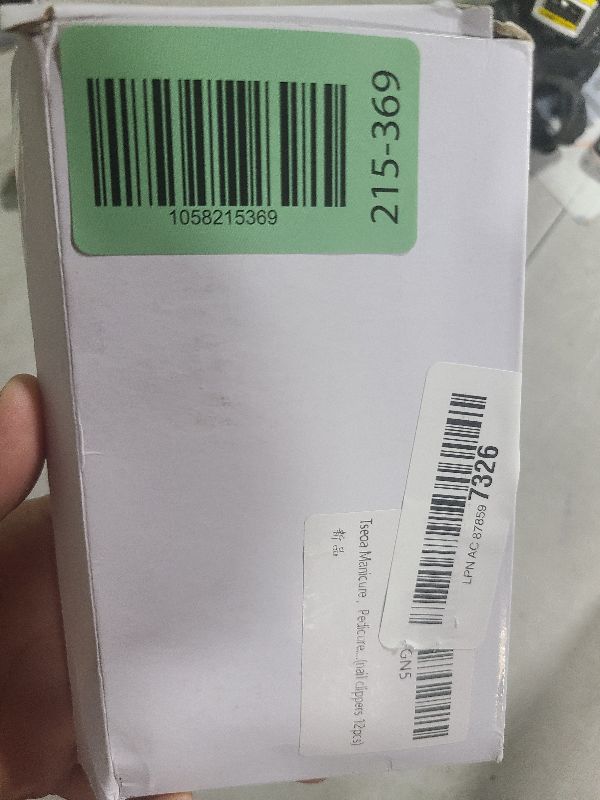 1058215369
215-369
LPN AC 87859 7326
GN5
Tseoa Manicure, Pedicure...(nail clippers 12pcs)
新品